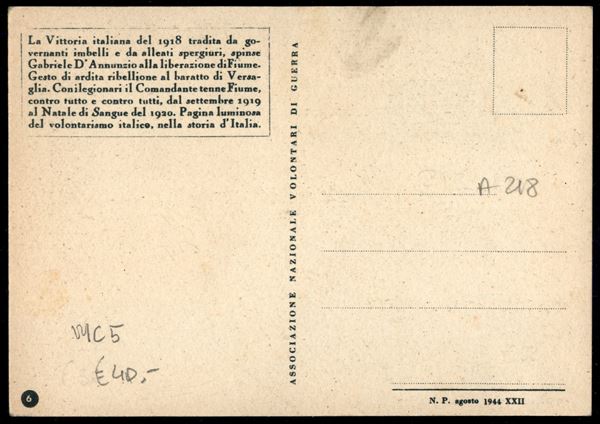 La Vittoria italiana del 1918 tradita da go-
vernanti imbelli e da alleati spergiuri, spinse
Gabriele D'Annunzio alla liberazione di Fiume.
Gesto di ardita ribellione al baratto di Versa-
glia. Coni legionari il Comandante tenne Fiume,
contro tutto e contro tutti, dal settembre 1919
al Natale di Sangue del 1920. Pagina luminosa
del volontarismo italico, nella storia d'Italia.
ASSOCIAZIONE NAZIONALE VOLONTARI DI GUERRA
A 218
€ 40.-
6
N. P. agosto 1944 XXII